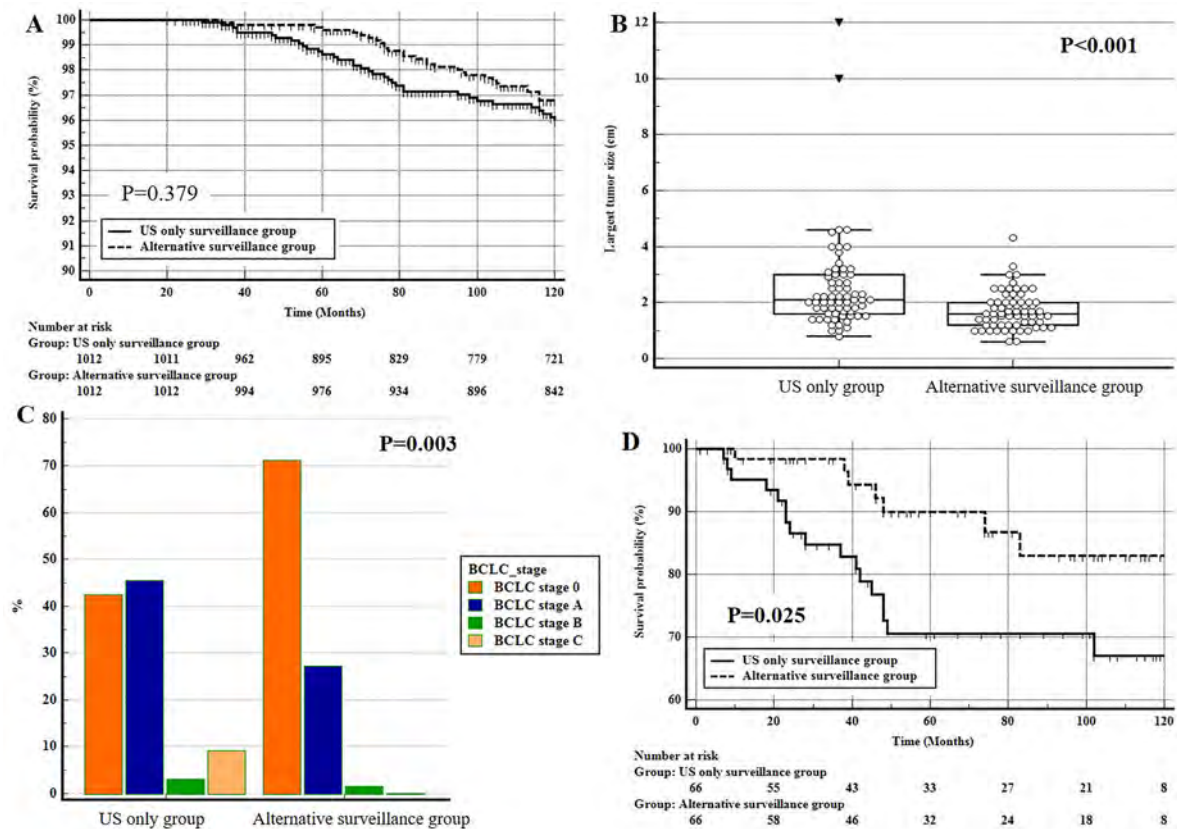 A
100
99
98
97
96
95
94
93
92
91
90
Survival probability (%)
P=0.379
US only surveillance group
Alternative surveillance group
0 20 40 60 80 100 120
Time (Months)
Number at risk
Group: US only surveillance group
1012 1011 962 895 829 779 721
Group: Alternative surveillance group
1012 1012 994 976 934 896 842
B
P<0.001
12
10
8
6
4
2
0
Largest tumor size (cm)
US only group Alternative surveillance group
C
P=0.003
80
70
60
50
40
30
20
10
0
%
BCLC_stage
BCLC stage 0
BCLC stage A
BCLC stage B
BCLC stage C
US only group Alternative surveillance group
D
100
90
80
70
60
Survival probability (%)
P=0.025
US only surveillance group
Alternative surveillance group
0 20 40 60 80 100 120
Time (Months)
Number at risk
Group: US only surveillance group
66 55 43 33 27 21 8
Group: Alternative surveillance group
66 58 46 32 24 18 8